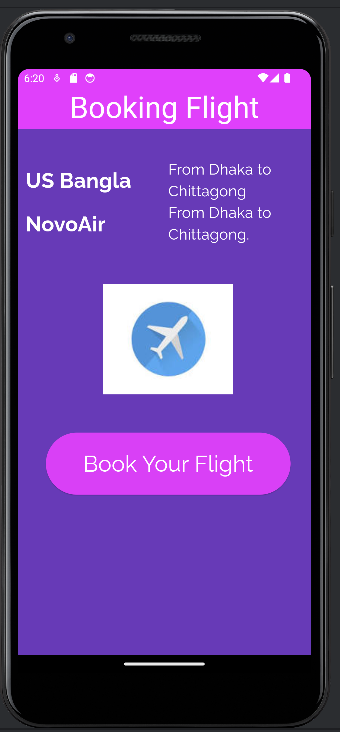 6:20
Booking Flight
US Bangla
From Dhaka to
Chittagong
NovoAir
From Dhaka to
Chittagong.
Book Your Flight